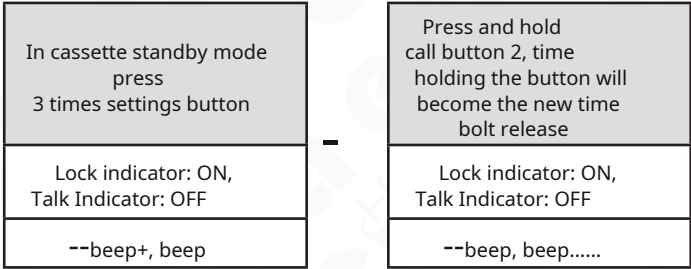 In cassette standby mode
press
3 times settings button
Lock indicator: ON,
Talk Indicator: OFF
--beep+, beep
-
Press and hold
call button 2, time
holding the button will
become the new time
bolt release
Lock indicator: ON,
Talk Indicator: OFF
--beep, beep......